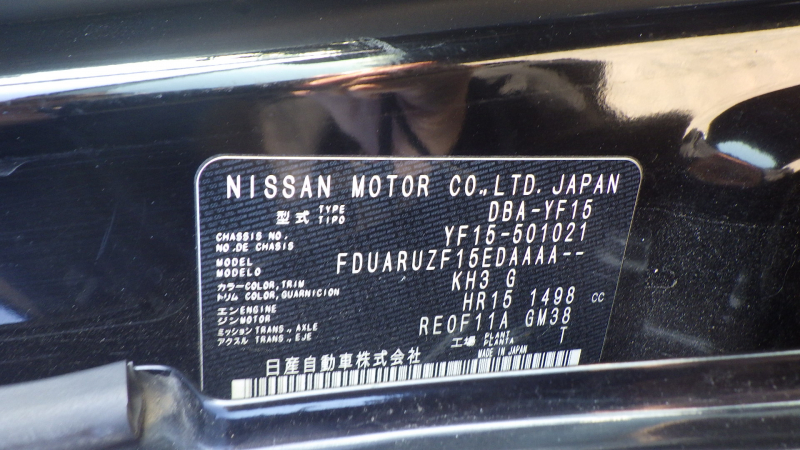 NISSAN MOTOR CO.,LTD. JAPAN
型式 TYPE TIPO DBA-YF15
CHASSIS NO. NO.DE CHASIS YF15-501021
MODEL MODELO FDUARUZF15EDAAAA--
カラー COLOR,TRIM トリム COLOR,GUARNICION KH3 G
エンジン ENGINE MOTOR HR15 1498 cc
ミッション TRANS., AXLE アクスル TRANS., EJE RE0F11A GM38
工場 PLANT PLANTA T
日産自動車株式会社 MADE IN JAPAN